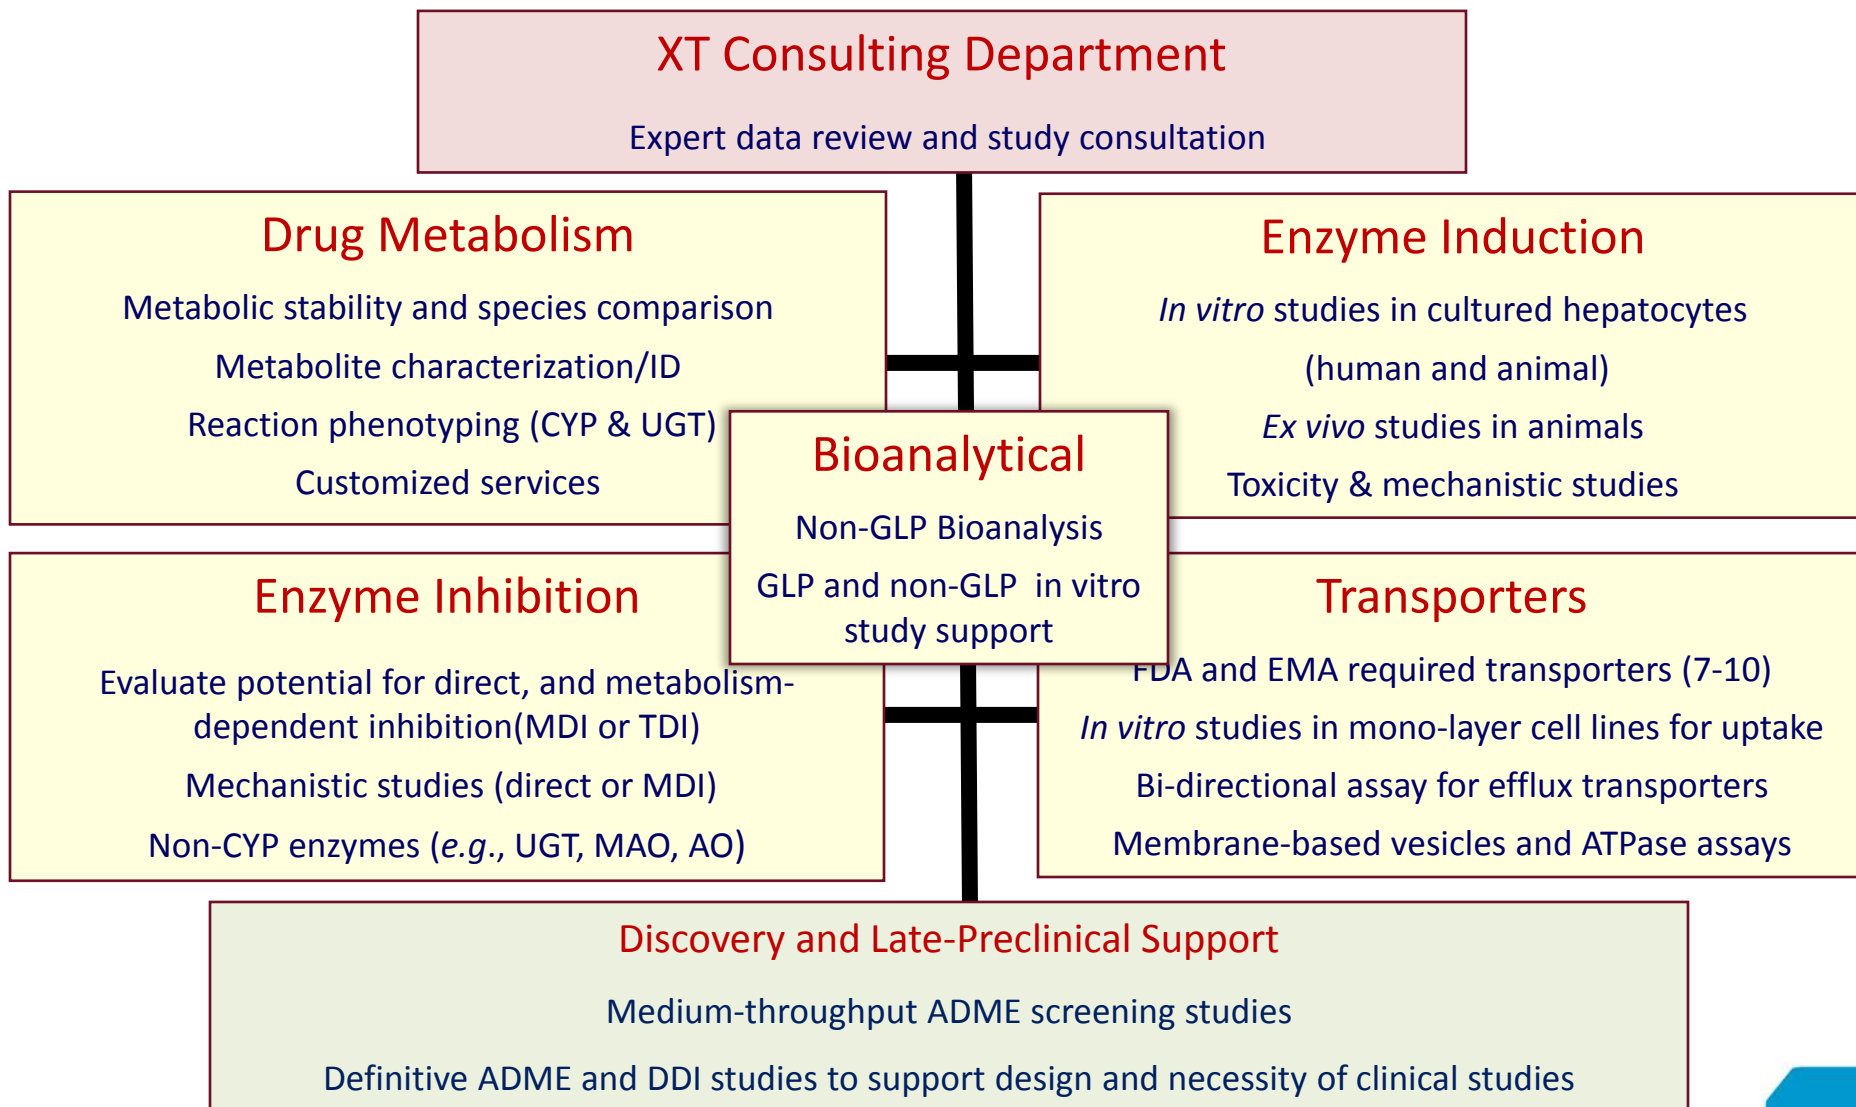 XT Consulting Department
Expert data review and study consultation
Drug Metabolism
Metabolic stability and species comparison
Metabolite characterization/ID
Reaction phenotyping (CYP & UGT)
Customized services
Enzyme Induction
In vitro studies in cultured hepatocytes
(human and animal)
Ex vivo studies in animals
Toxicity & mechanistic studies
Bioanalytical
Non-GLP Bioanalysis
GLP and non-GLP in vitro
study support
Enzyme Inhibition
Evaluate potential for direct, and metabolism-
dependent inhibition(MDI or TDI)
Mechanistic studies (direct or MDI)
Non-CYP enzymes (e.g., UGT, MAO, AO)
Transporters
FDA and EMA required transporters (7-10)
In vitro studies in mono-layer cell lines for uptake
Bi-directional assay for efflux transporters
Membrane-based vesicles and ATPase assays
Discovery and Late-Preclinical Support
Medium-throughput ADME screening studies
Definitive ADME and DDI studies to support design and necessity of clinical studies